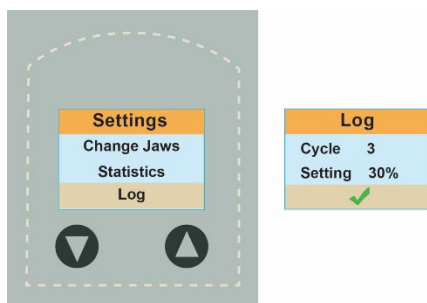 Settings
Change Jaws
Statistics
Log
Log
Cycle 3
Setting 30%